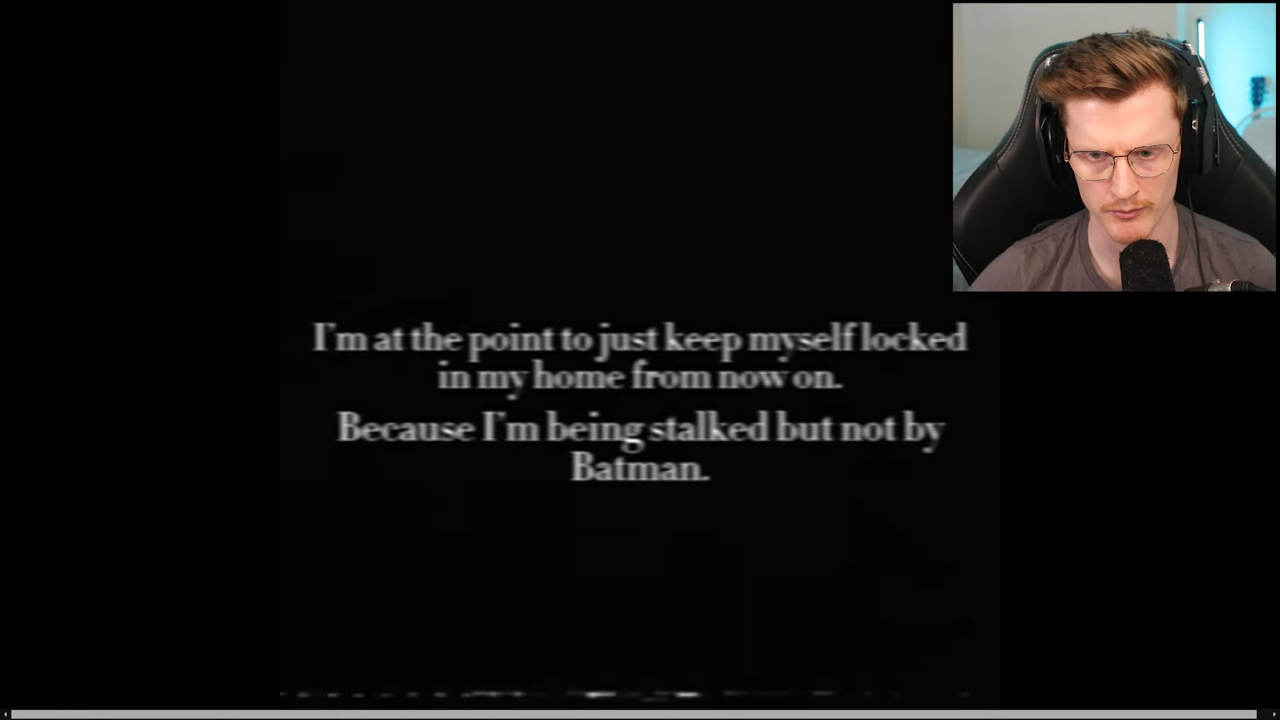 I'm at the point to just keep myself locked
in my home from now on.
Because I'm being stalked but not by
Batman.